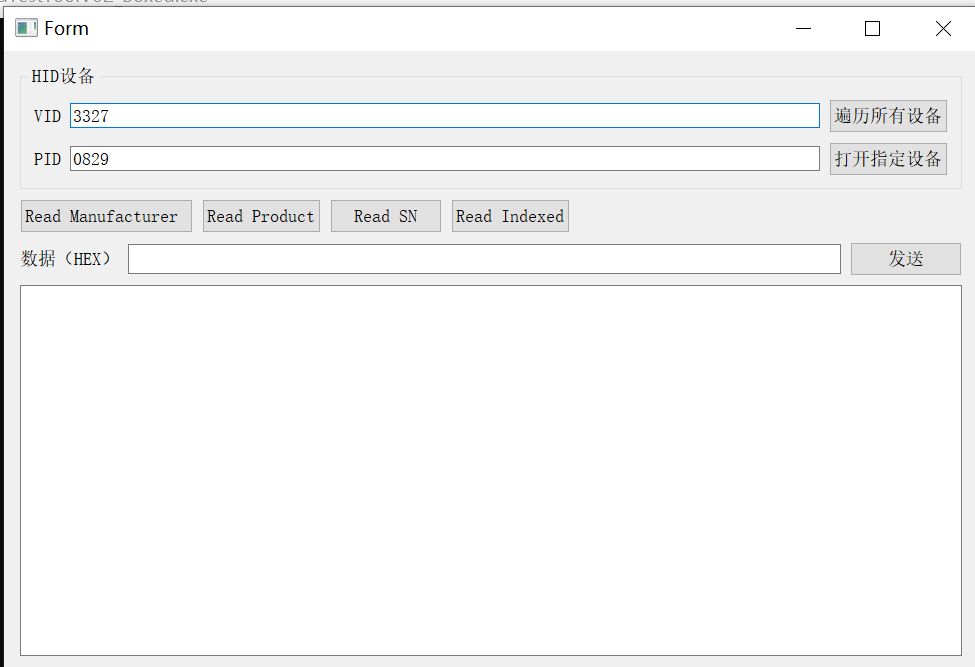 Form
HID设备
VID 3327 遍历所有设备
PID 0829 打开指定设备
Read Manufacturer Read Product Read SN Read Indexed
数据（HEX） 发送